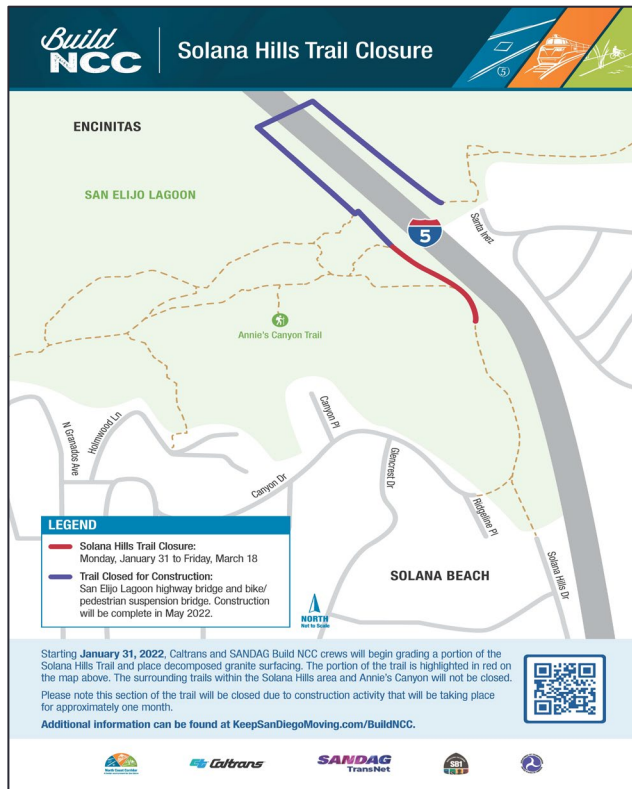 Build
NCC
Solana Hills Trail Closure
5
ENCINITAS
SAN ELIJO LAGOON
5
Santa Inez
Annie's Canyon Trail
N Granados Ave
Holmwood Ln
Canyon Pl
Canyon Dr
Glencrest Dr
Ridgeline Pl
Solana Hills Dr
SOLANA BEACH
LEGEND
Solana Hills Trail Closure:
Monday, January 31 to Friday, March 18
Trail Closed for Construction:
San Elijo Lagoon highway bridge and bike/
pedestrian suspension bridge. Construction
will be complete in May 2022.
NORTH
Not to Scale
Starting January 31, 2022, Caltrans and SANDAG Build NCC crews will begin grading a portion of the
Solana Hills Trail and place decomposed granite surfacing. The portion of the trail is highlighted in red on
the map above. The surrounding trails within the Solana Hills area and Annie's Canyon will not be closed.
Please note this section of the trail will be closed due to construction activity that will be taking place
for approximately one month.
Additional information can be found at KeepSanDiegoMoving.com/BuildNCC.
North Coast Corridor
Caltrans
SANDAG
TransNet
SB1